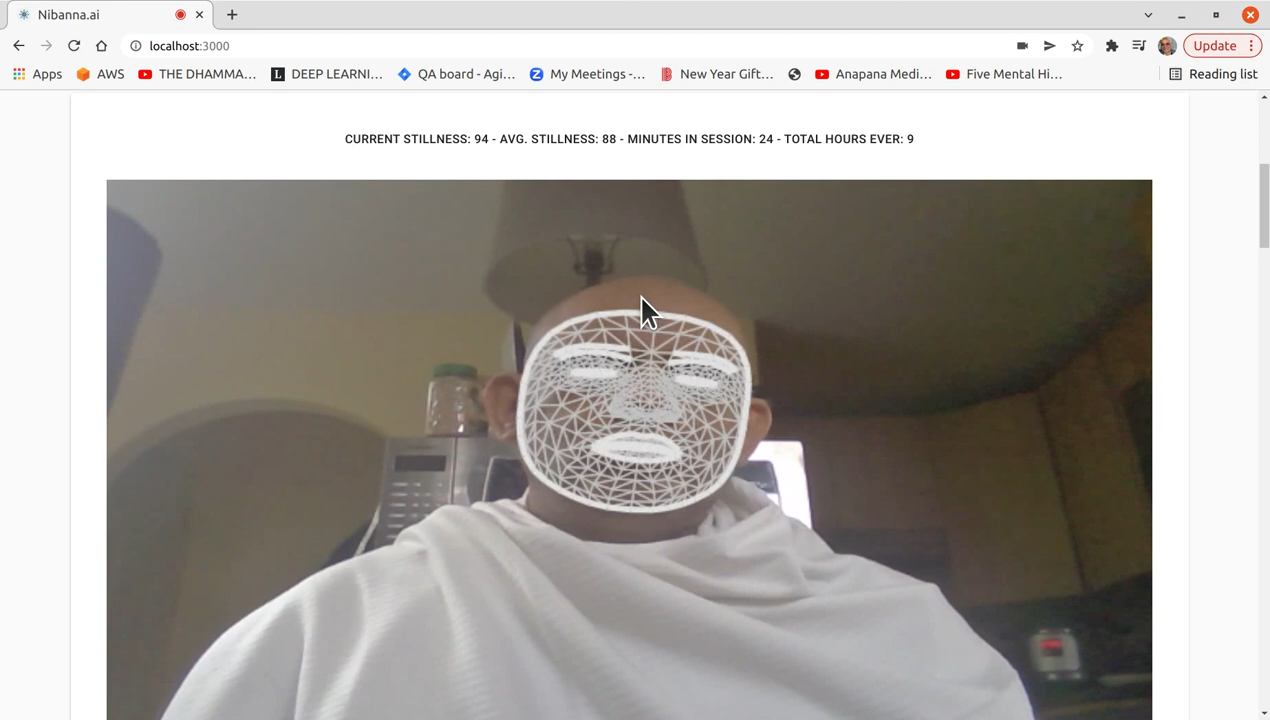 Nibanna.ai
localhost:3000
Update
Apps
AWS
THE DHAMMA...
DEEP LEARNI...
QA board - Agi...
My Meetings -...
New Year Gift...
Anapana Medi...
Five Mental Hi...
Reading list
CURRENT STILLNESS: 94 - AVG. STILLNESS: 88 - MINUTES IN SESSION: 24 - TOTAL HOURS EVER: 9